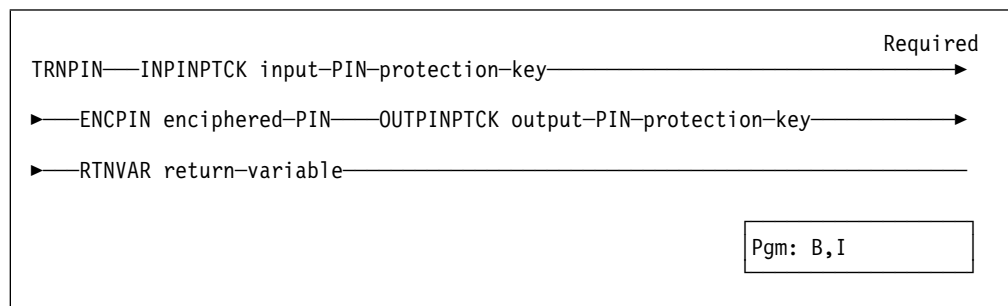 Required
TRNPIN───INPINPTCK input─PIN─protection─key
ENCPIN enciphered─PIN────OUTPINPTCK output─PIN─protection─key
RTNVAR return─variable
Pgm: B,I